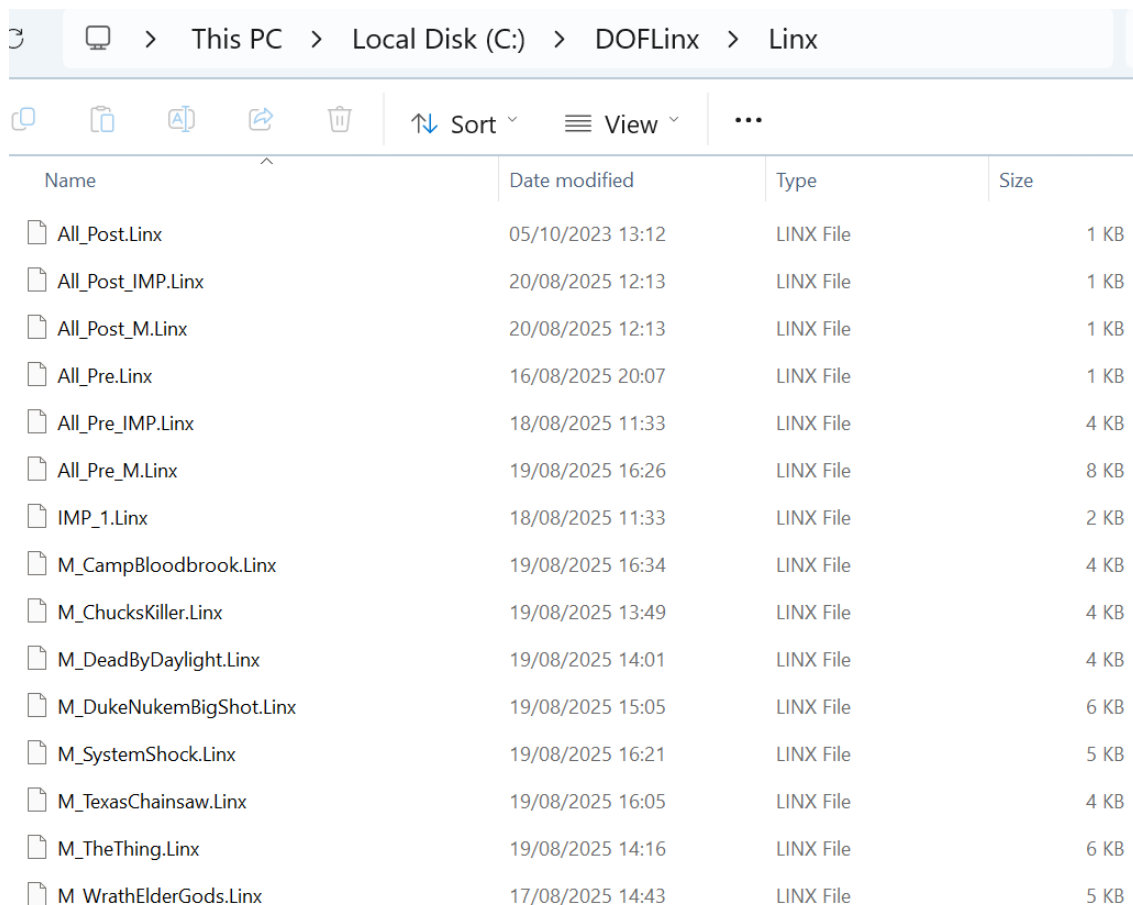 This PC > Local Disk (C:) > DOFLinx > Linx
Sort View ...
Name Date modified Type Size
All_Post.Linx 05/10/2023 13:12 LINX File 1 KB
All_Post_IMP.Linx 20/08/2025 12:13 LINX File 1 KB
All_Post_M.Linx 20/08/2025 12:13 LINX File 1 KB
All_Pre.Linx 16/08/2025 20:07 LINX File 1 KB
All_Pre_IMP.Linx 18/08/2025 11:33 LINX File 4 KB
All_Pre_M.Linx 19/08/2025 16:26 LINX File 8 KB
IMP_1.Linx 18/08/2025 11:33 LINX File 2 KB
M_CampBloodbrook.Linx 19/08/2025 16:34 LINX File 4 KB
M_ChucksKiller.Linx 19/08/2025 13:49 LINX File 4 KB
M_DeadByDaylight.Linx 19/08/2025 14:01 LINX File 4 KB
M_DukeNukemBigShot.Linx 19/08/2025 15:05 LINX File 6 KB
M_SystemShock.Linx 19/08/2025 16:21 LINX File 5 KB
M_TexasChainsaw.Linx 19/08/2025 16:05 LINX File 4 KB
M_TheThing.Linx 19/08/2025 14:16 LINX File 6 KB
M_WrathElderGods.Linx 17/08/2025 14:43 LINX File 5 KB